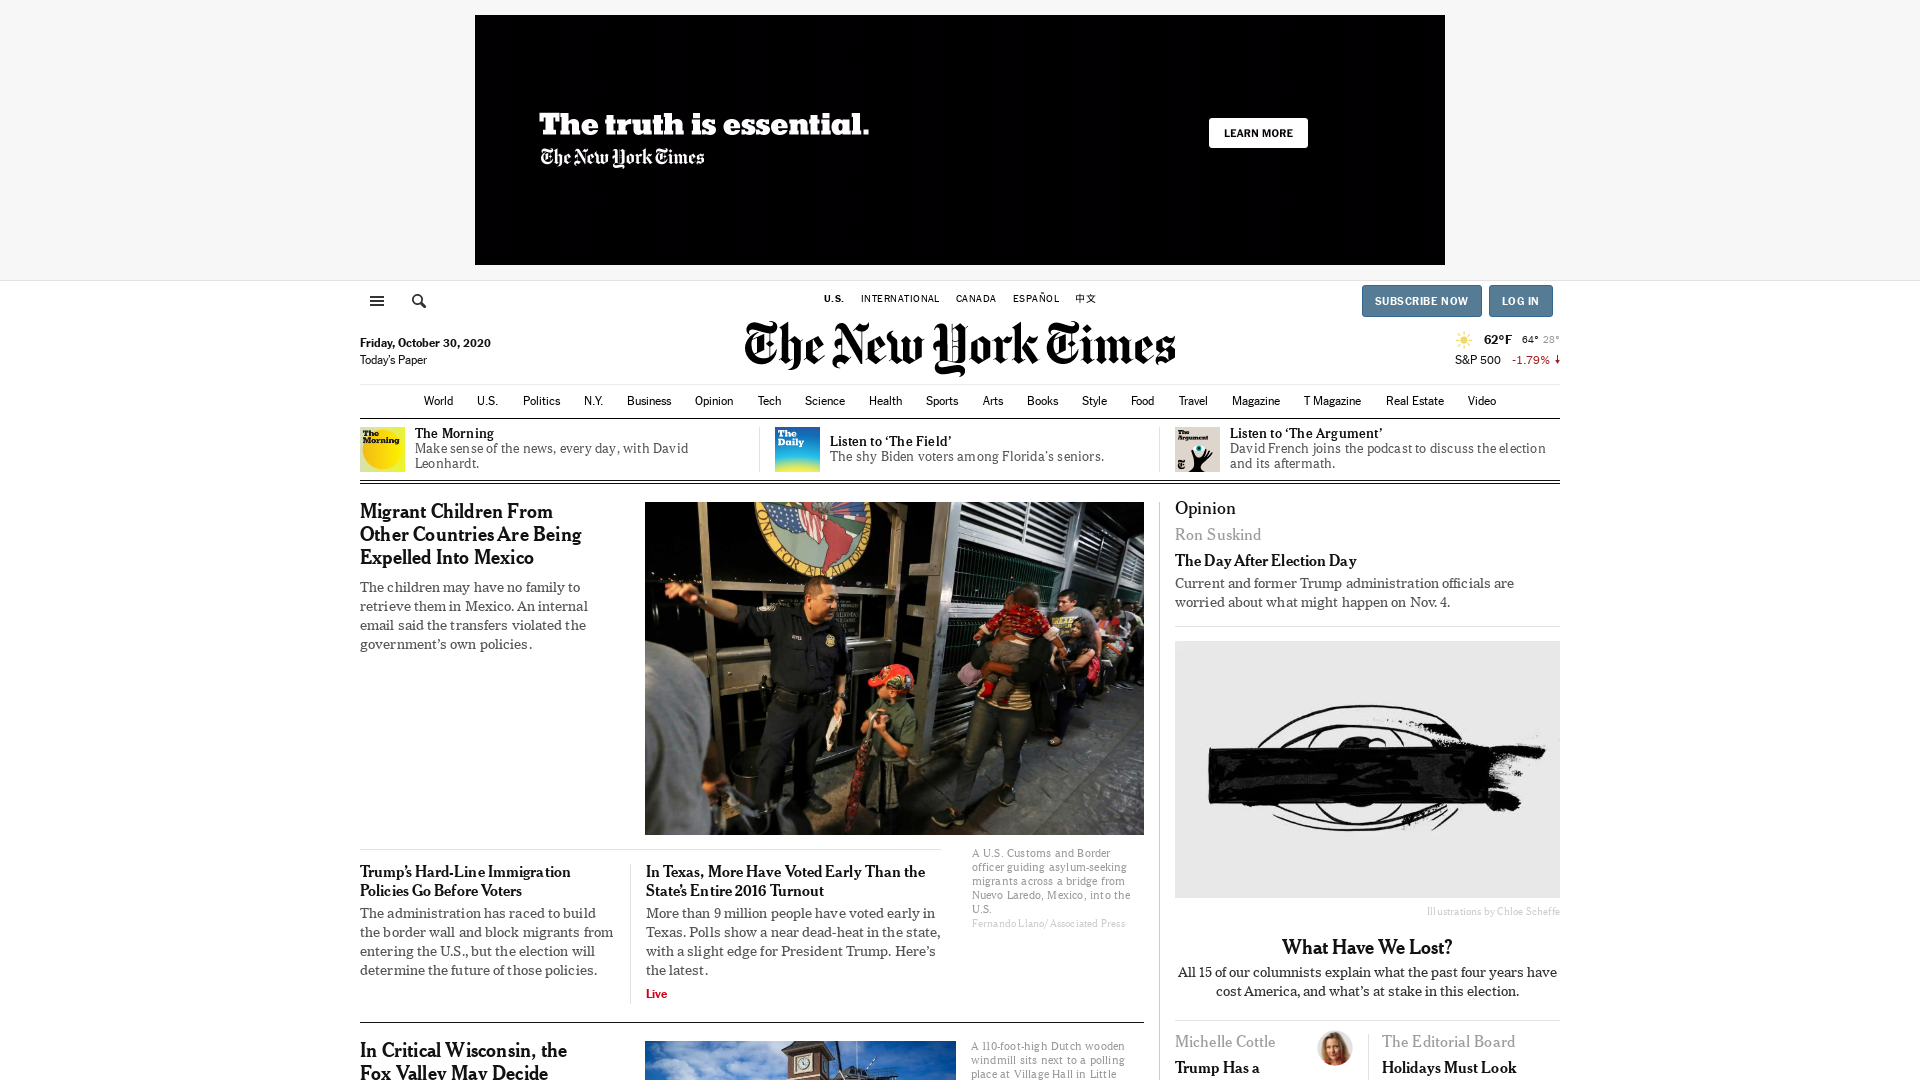 The truth is essential.
The New York Times
LEARN MORE
U.S. INTERNATIONAL CANADA ESPAÑOL 中文
SUBSCRIBE NOW LOG IN
Friday, October 30, 2020
Today's Paper
The New York Times
62°F 64° 28°
S&P 500 -1.79%
World U.S. Politics N.Y. Business Opinion Tech Science Health Sports Arts Books Style Food Travel Magazine T Magazine Real Estate Video
The Morning
The Morning
Make sense of the news, every day, with David
Leonhardt.
The Daily
Listen to ‘The Field’
The shy Biden voters among Florida’s seniors.
The Argument
Listen to ‘The Argument’
David French joins the podcast to discuss the election
and its aftermath.
Migrant Children From
Other Countries Are Being
Expelled Into Mexico
The children may have no family to
retrieve them in Mexico. An internal
email said the transfers violated the
government’s own policies.
A U.S. Customs and Border
officer guiding asylum-seeking
migrants across a bridge from
Nuevo Laredo, Mexico, into the
U.S.
Fernando Llano/Associated Press
Trump’s Hard-Line Immigration
Policies Go Before Voters
The administration has raced to build
the border wall and block migrants from
entering the U.S., but the election will
determine the future of those policies.
In Texas, More Have Voted Early Than the
State’s Entire 2016 Turnout
More than 9 million people have voted early in
Texas. Polls show a near dead-heat in the state,
with a slight edge for President Trump. Here’s
the latest.
Live
In Critical Wisconsin, the
Fox Valley May Decide
A 110-foot-high Dutch wooden
windmill sits next to a polling
place at Village Hall in Little
Opinion
Ron Suskind
The Day After Election Day
Current and former Trump administration officials are
worried about what might happen on Nov. 4.
Illustrations by Chloe Scheffe
What Have We Lost?
All 15 of our columnists explain what the past four years have
cost America, and what’s at stake in this election.
Michelle Cottle
Trump Has a
The Editorial Board
Holidays Must Look